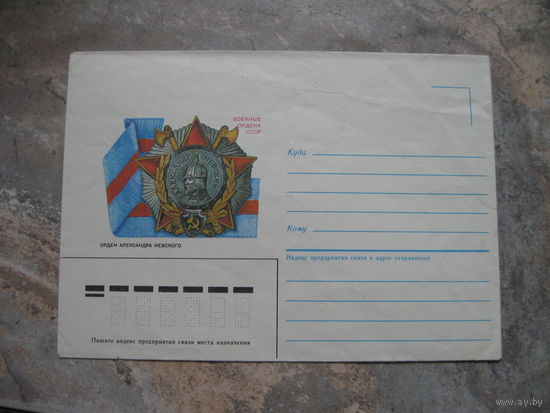 ВОЕННЫЕ
ОРДЕНА
СССР
АЛЕКСАНДР НЕВСКИЙ
ОРДЕН АЛЕКСАНДРА НЕВСКОГО
Куда
Кому
Индекс предприятия связи и адрес отправителя
Пишите индекс предприятия связи места назначения
www.ay.by